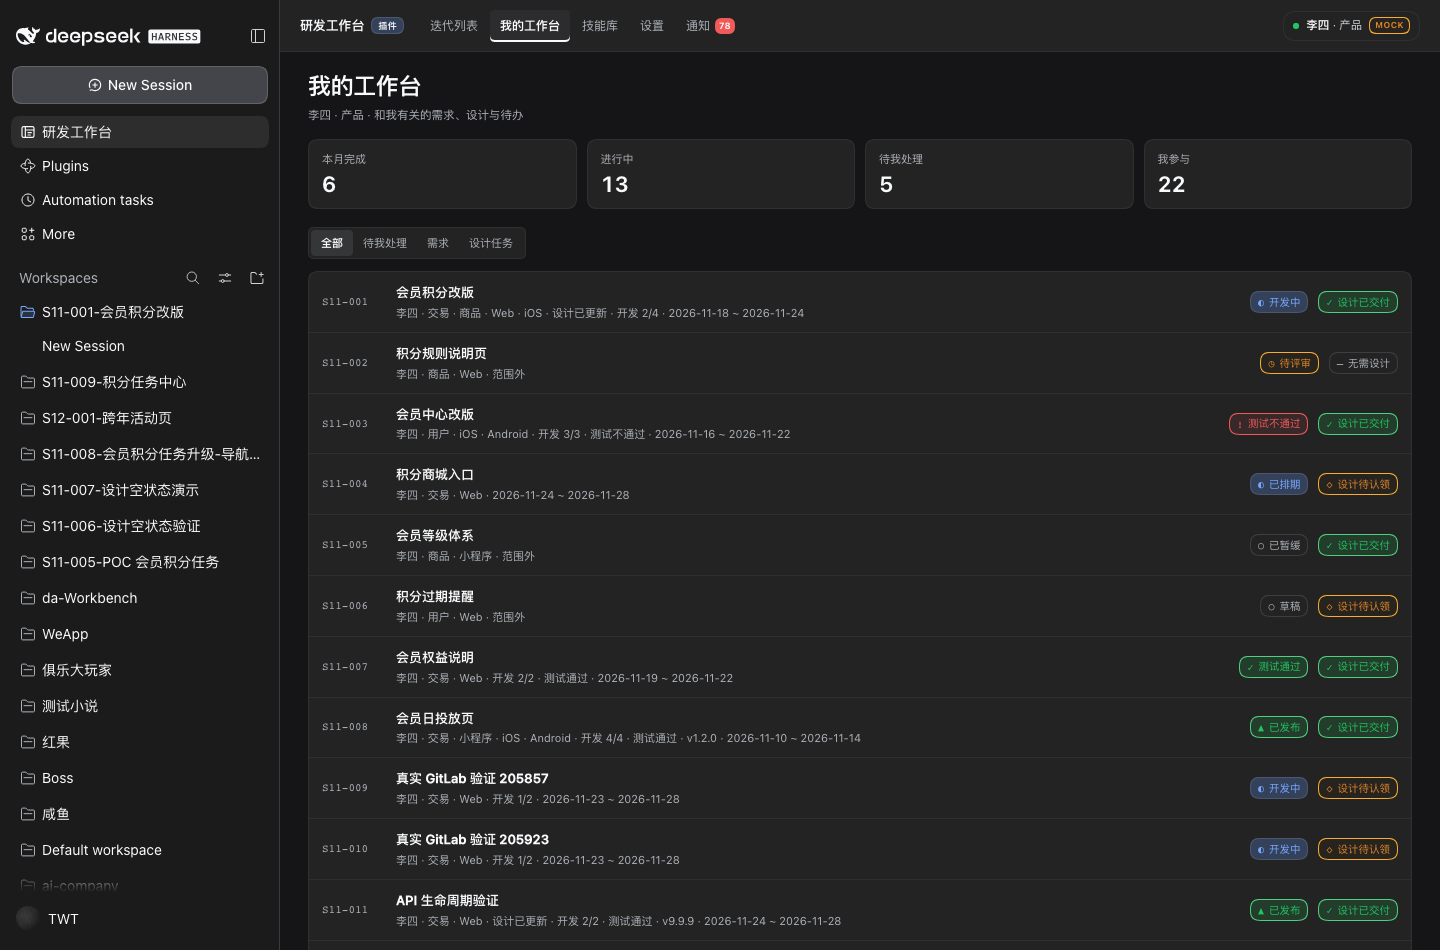 deepseek HARNESS
New Session
研发工作台
Plugins
Automation tasks
More
Workspaces
S11-001-会员积分改版
New Session
S11-009-积分任务中心
S12-001-跨年活动页
S11-008-会员积分任务升级-导航...
S11-007-设计空状态演示
S11-006-设计空状态验证
S11-005-POC 会员积分任务
da-Workbench
WeApp
俱乐大玩家
测试小说
红果
Boss
咸鱼
Default workspace
ai-company
TWT
研发工作台 插件 迭代列表 我的工作台 技能库 设置 通知 78
李四 · 产品 MOCK
我的工作台
李四 · 产品 · 和我有关的需求、设计与待办
本月完成
6
进行中
13
待我处理
5
我参与
22
全部 待我处理 需求 设计任务
S11-001 会员积分改版 开发中 设计已交付
李四 · 交易 · 商品 · Web · iOS · 设计已更新 · 开发 2/4 · 2026-11-18 ~ 2026-11-24
S11-002 积分规则说明页 待评审 无需设计
李四 · 商品 · Web · 范围外
S11-003 会员中心改版 测试不通过 设计已交付
李四 · 用户 · iOS · Android · 开发 3/3 · 测试不通过 · 2026-11-16 ~ 2026-11-22
S11-004 积分商城入口 已排期 设计待认领
李四 · 交易 · Web · 2026-11-24 ~ 2026-11-28
S11-005 会员等级体系 已暂缓 设计已交付
李四 · 商品 · 小程序 · 范围外
S11-006 积分过期提醒 草稿 设计待认领
李四 · 用户 · Web · 范围外
S11-007 会员权益说明 测试通过 设计已交付
李四 · 交易 · Web · 开发 2/2 · 测试通过 · 2026-11-19 ~ 2026-11-22
S11-008 会员日投放页 已发布 设计已交付
李四 · 交易 · 小程序 · iOS · Android · 开发 4/4 · 测试通过 · v1.2.0 · 2026-11-10 ~ 2026-11-14
S11-009 真实 GitLab 验证 205857 开发中 设计待认领
李四 · 交易 · Web · 开发 1/2 · 2026-11-23 ~ 2026-11-28
S11-010 真实 GitLab 验证 205923 开发中 设计待认领
李四 · 交易 · Web · 开发 1/2 · 2026-11-23 ~ 2026-11-28
S11-011 API 生命周期验证 已发布 设计已交付
李四 · 交易 · Web · 设计已更新 · 开发 2/2 · 测试通过 · v9.9.9 · 2026-11-24 ~ 2026-11-28